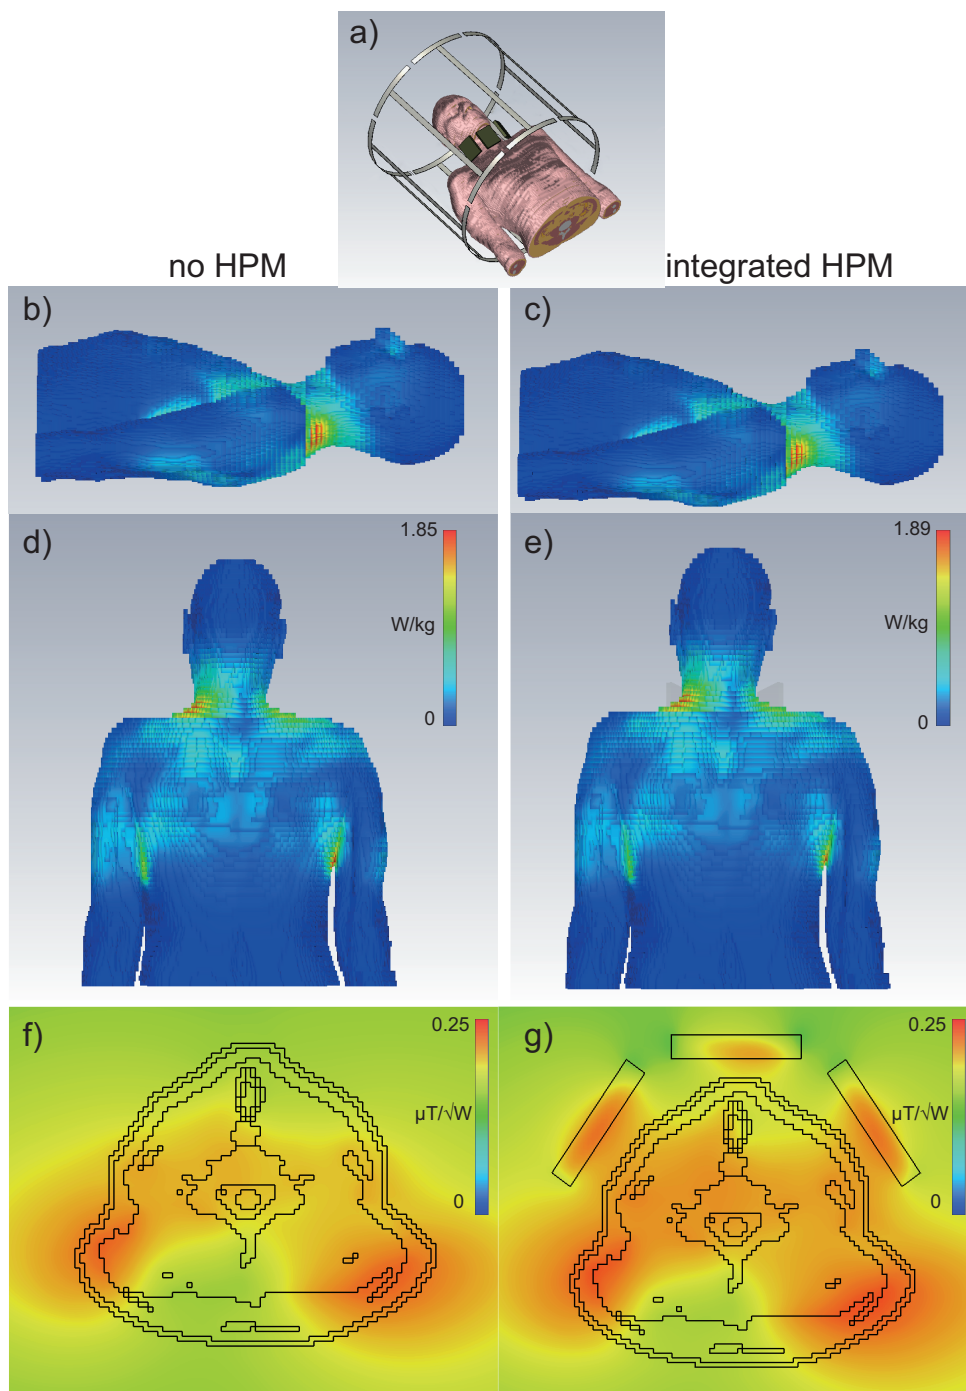 a)
no HPM
integrated HPM
b)
c)
d)
1.85
W/kg
0
e)
1.89
W/kg
0
f)
0.25
µT/√W
0
g)
0.25
µT/√W
0